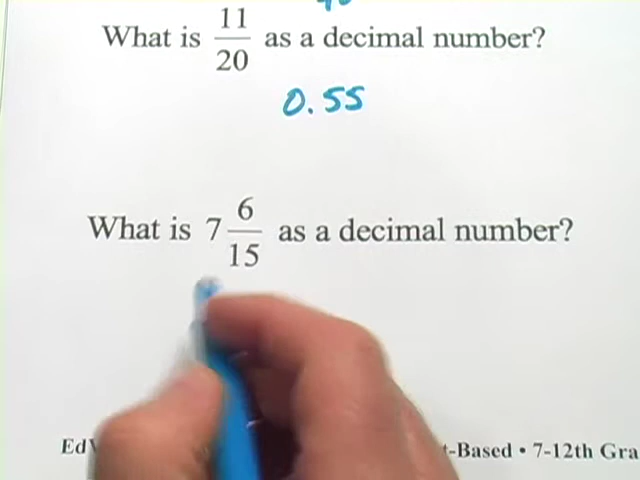 What is 11/20 as a decimal number?
0.55
What is 7 6/15 as a decimal number?
-Based • 7-12th Gra